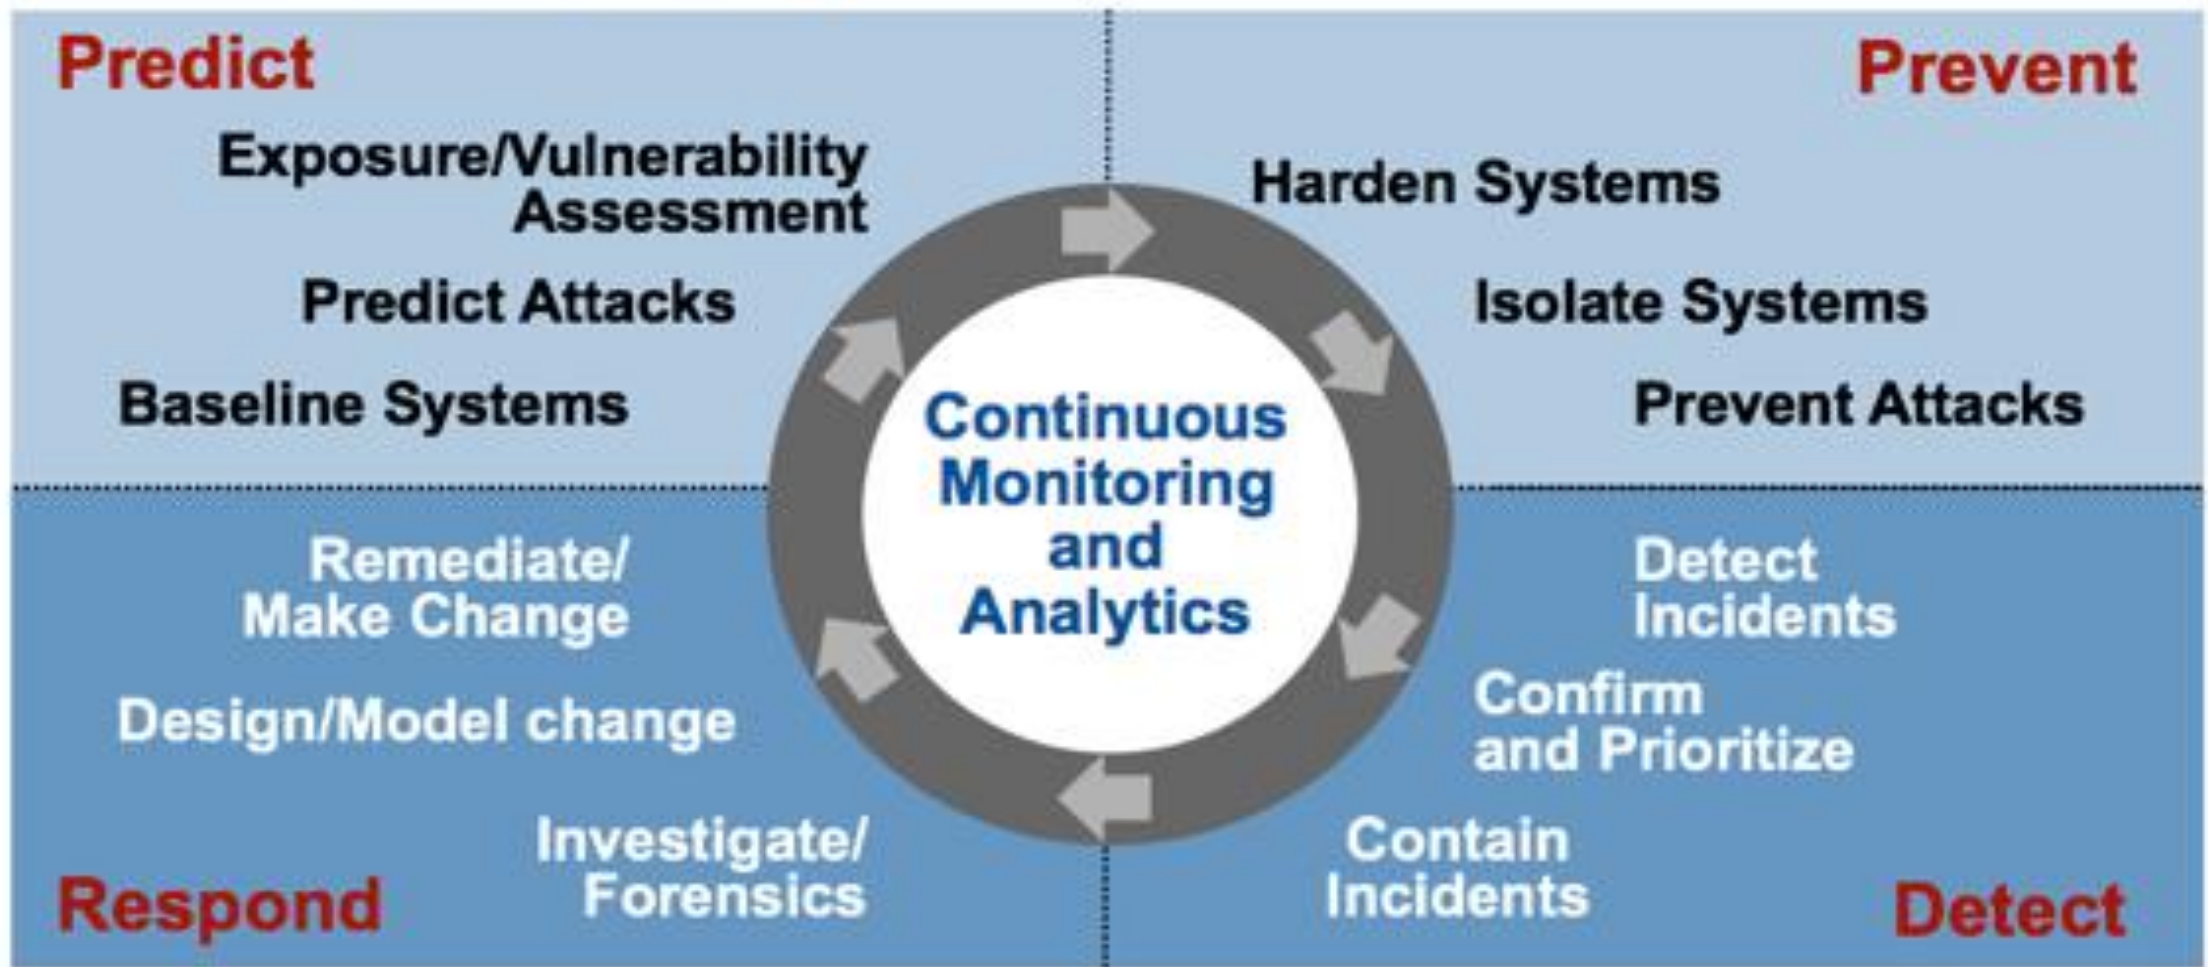 Predict
Exposure/Vulnerability
Assessment
Predict Attacks
Baseline Systems
Prevent
Harden Systems
Isolate Systems
Prevent Attacks
Continuous
Monitoring
and
Analytics
Detect
Incidents
Confirm
and Prioritize
Contain
Incidents
Detect
Remediate/
Make Change
Design/Model change
Investigate/
Forensics
Respond